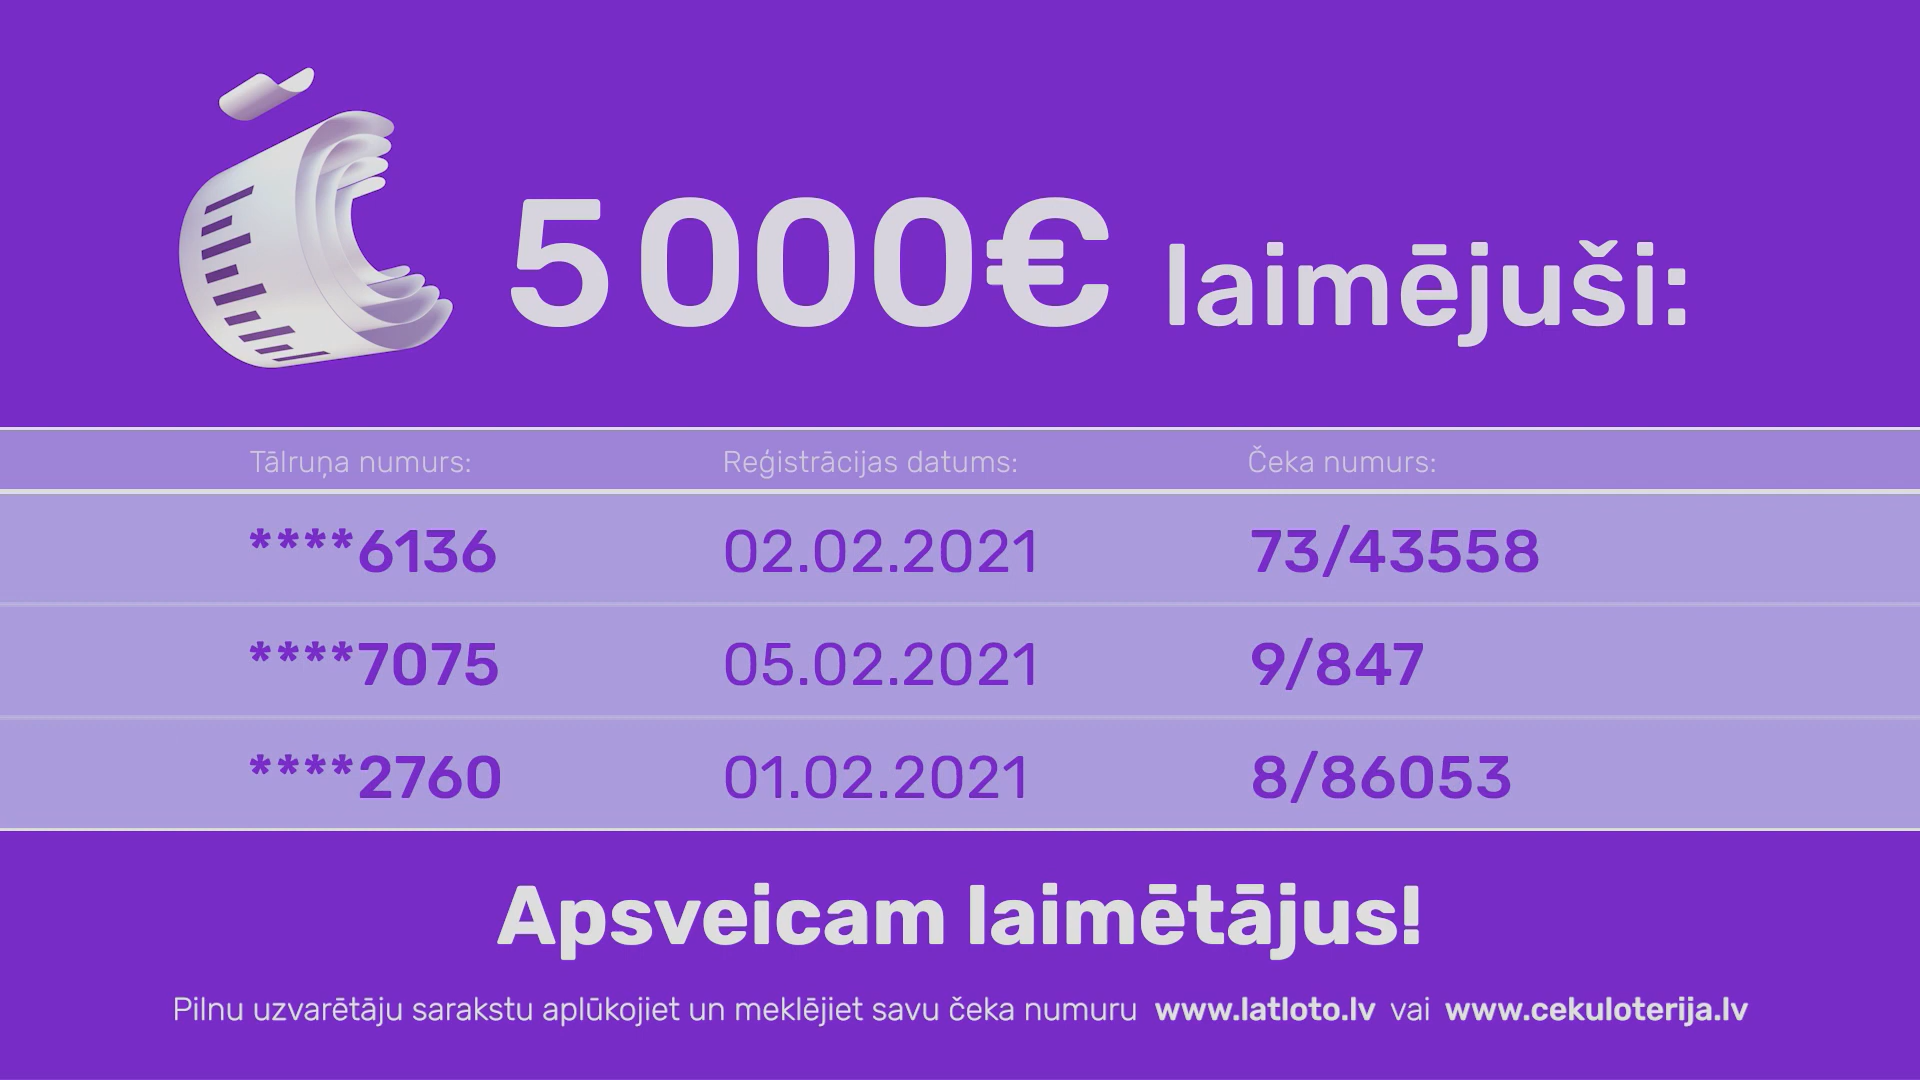 5 000€ laimējuši:
Tālruņa numurs: Reģistrācijas datums: Čeka numurs:
****6136 02.02.2021 73/43558
****7075 05.02.2021 9/847
****2760 01.02.2021 8/86053
Apsveicam laimētājus!
Pilnu uzvarētāju sarakstu aplūkojiet un meklējiet savu čeka numuru www.latloto.lv vai www.cekuloterija.lv